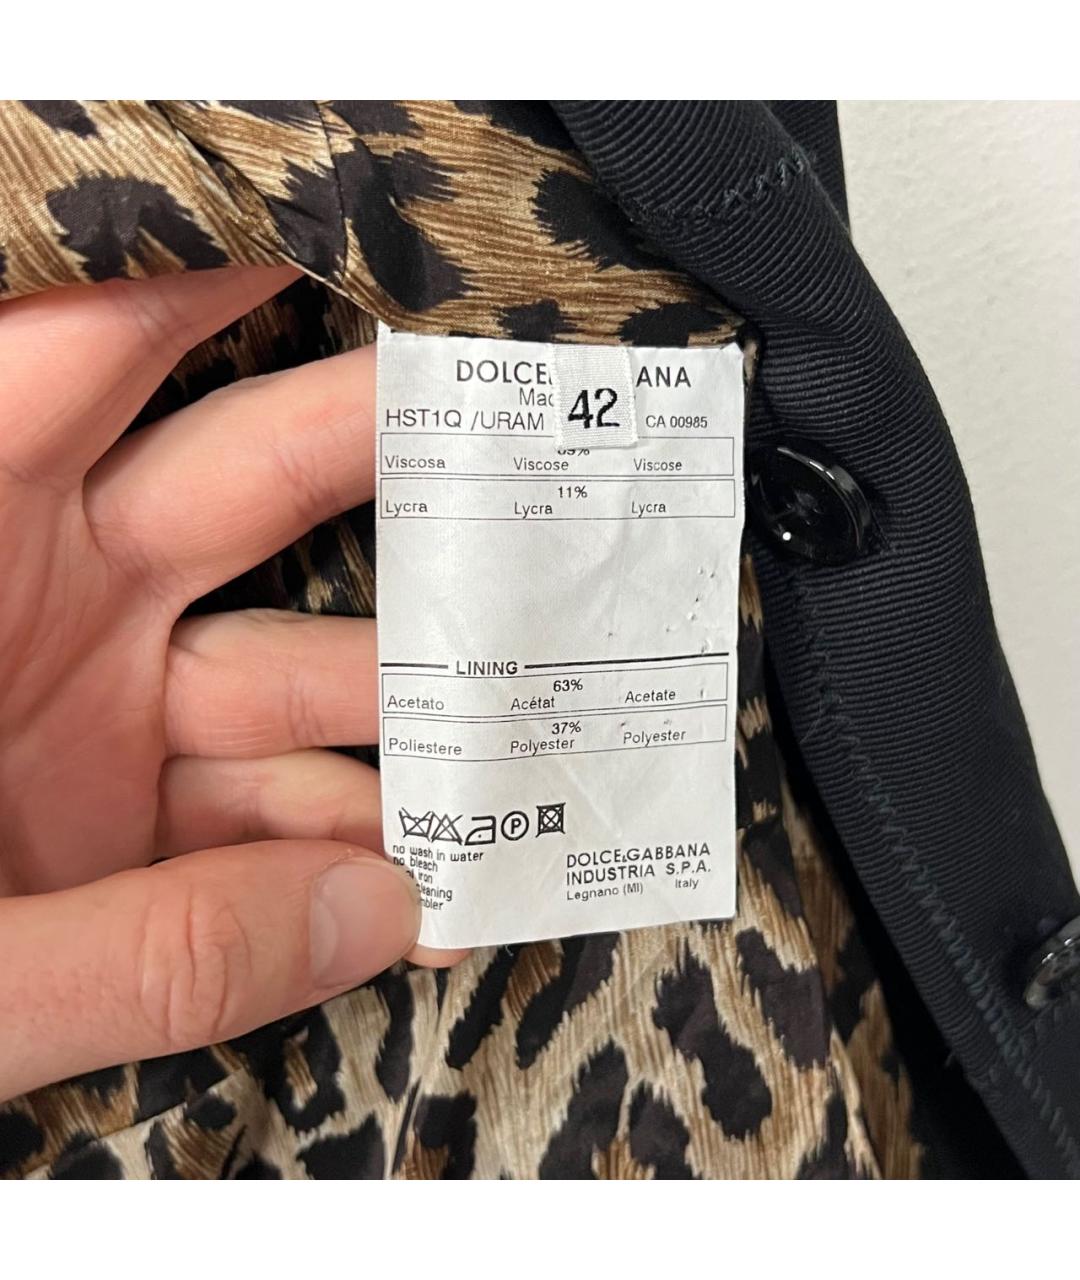 DOLCE ANA
42
HST1Q /URAM CA 00985
Viscosa Viscose Viscose
11%
Lycra Lycra Lycra
LINING
63%
Acetato Acétat Acetate
37%
Poliestere Polyester Polyester
P
no wash in water
no bleach
iron
DOLCE&GABBANA
INDUSTRIA S.P.A.
Legnano (MI) Italy